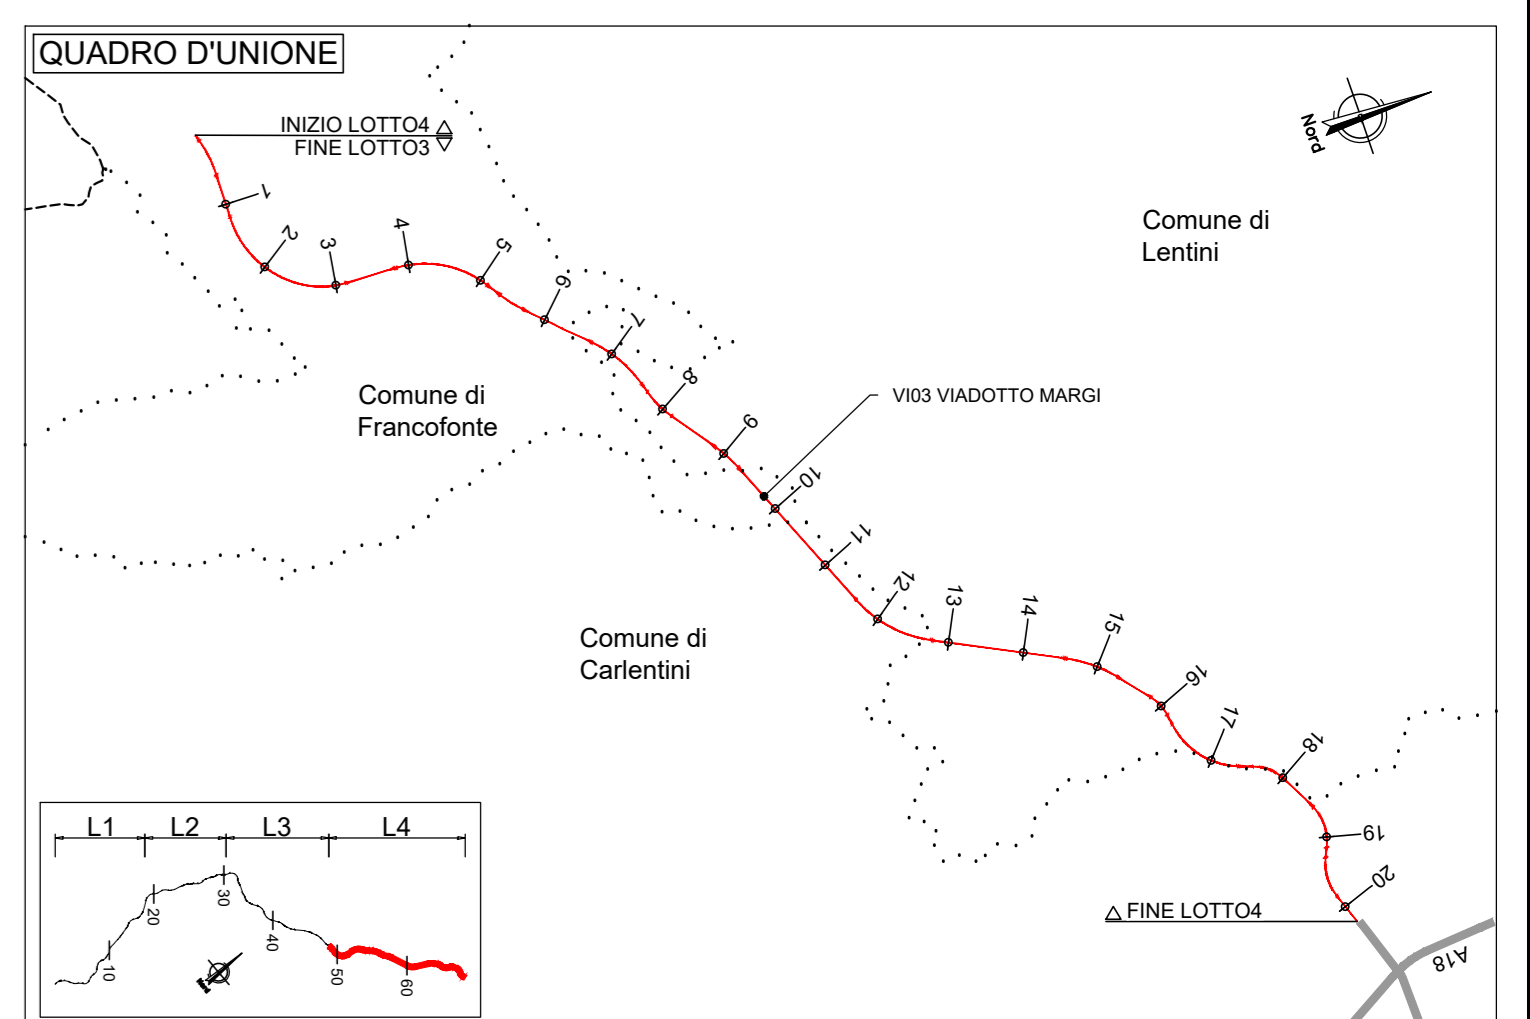 QUADRO D'UNIONE
INIZIO LOTTO4
FINE LOTTO3
Nord
Comune di
Lentini
1
2
3
4
5
6
7
8
9
10
11
12
13
14
15
16
17
18
19
20
Comune di
Francofonte
VI03 VIADOTTO MARGI
Comune di
Carlentini
FINE LOTTO4
A18
L1
L2
L3
L4
10
20
30
40
50
60